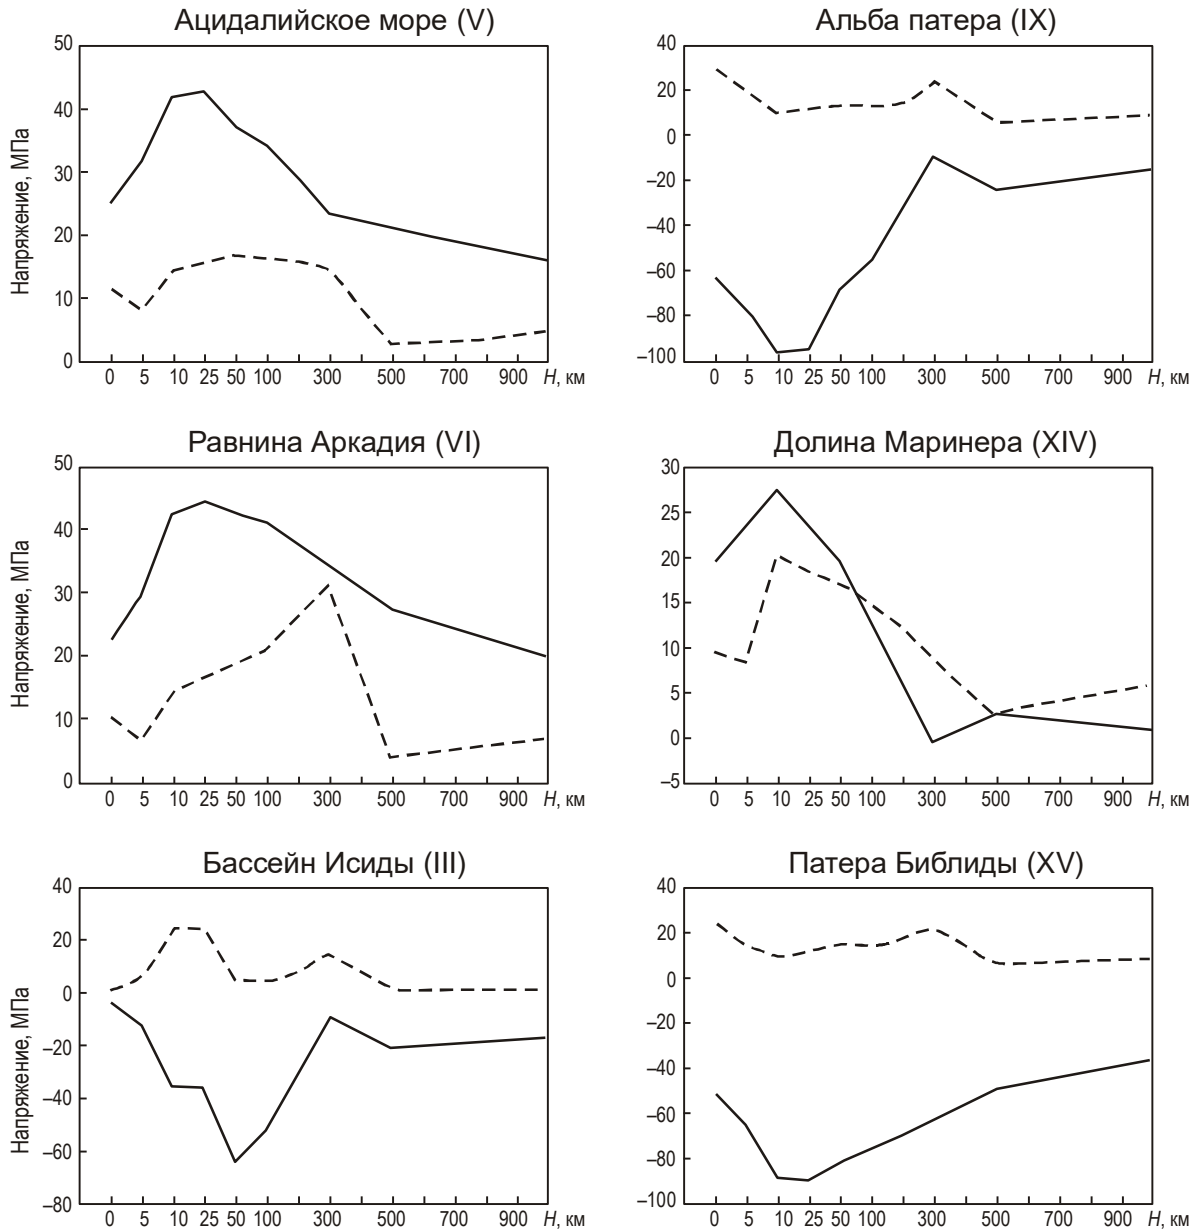 Ацидалийское море (V)
Напряжение, МПа
50
40
30
20
10
0
0 5 10 25 50 100 300 500 700 900 H, км
Альба патера (IX)
40
20
0
–20
–40
–60
–80
–100
0 5 10 25 50 100 300 500 700 900 H, км
Равнина Аркадия (VI)
Напряжение, МПа
50
40
30
20
10
0
0 5 10 25 50 100 300 500 700 900 H, км
Долина Маринера (XIV)
30
25
20
15
10
5
0
–5
0 5 10 25 50 100 300 500 700 900 H, км
Бассейн Исиды (III)
Напряжение, МПа
40
20
0
–20
–40
–60
–80
0 5 10 25 50 100 300 500 700 900 H, км
Патера Библиды (XV)
40
20
0
–20
–40
–60
–80
–100
0 5 10 25 50 100 300 500 700 900 H, км